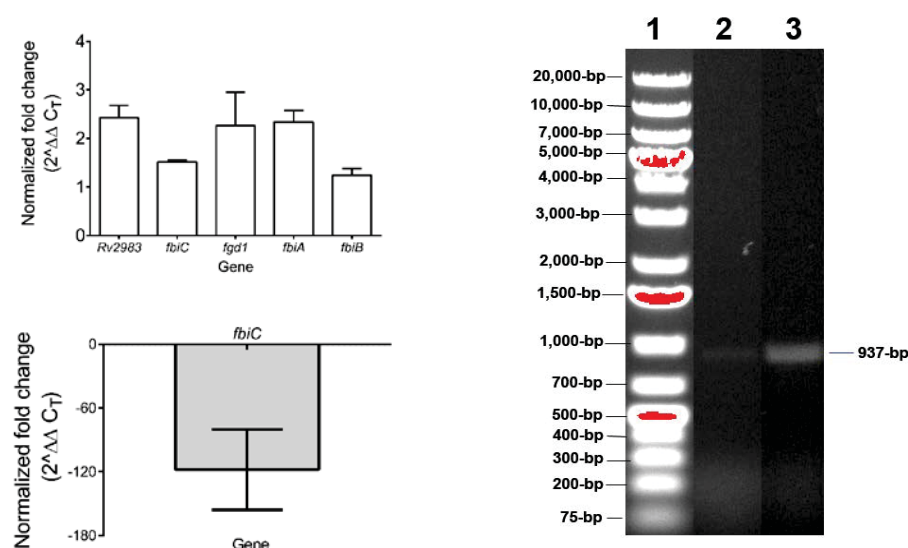 4
3
2
1
0
Normalized fold change
(2^ΔΔ C_T)
Rv2983
fbiC
fgd1
fbiA
fbiB
Gene
fbiC
0
-60
-120
-180
Normalized fold change
(2^ΔΔ C_T)
Gene
1 2 3
20,000-bp
10,000-bp
7,000-bp
5,000-bp
4,000-bp
3,000-bp
2,000-bp
1,500-bp
1,000-bp
937-bp
700-bp
500-bp
400-bp
300-bp
200-bp
75-bp